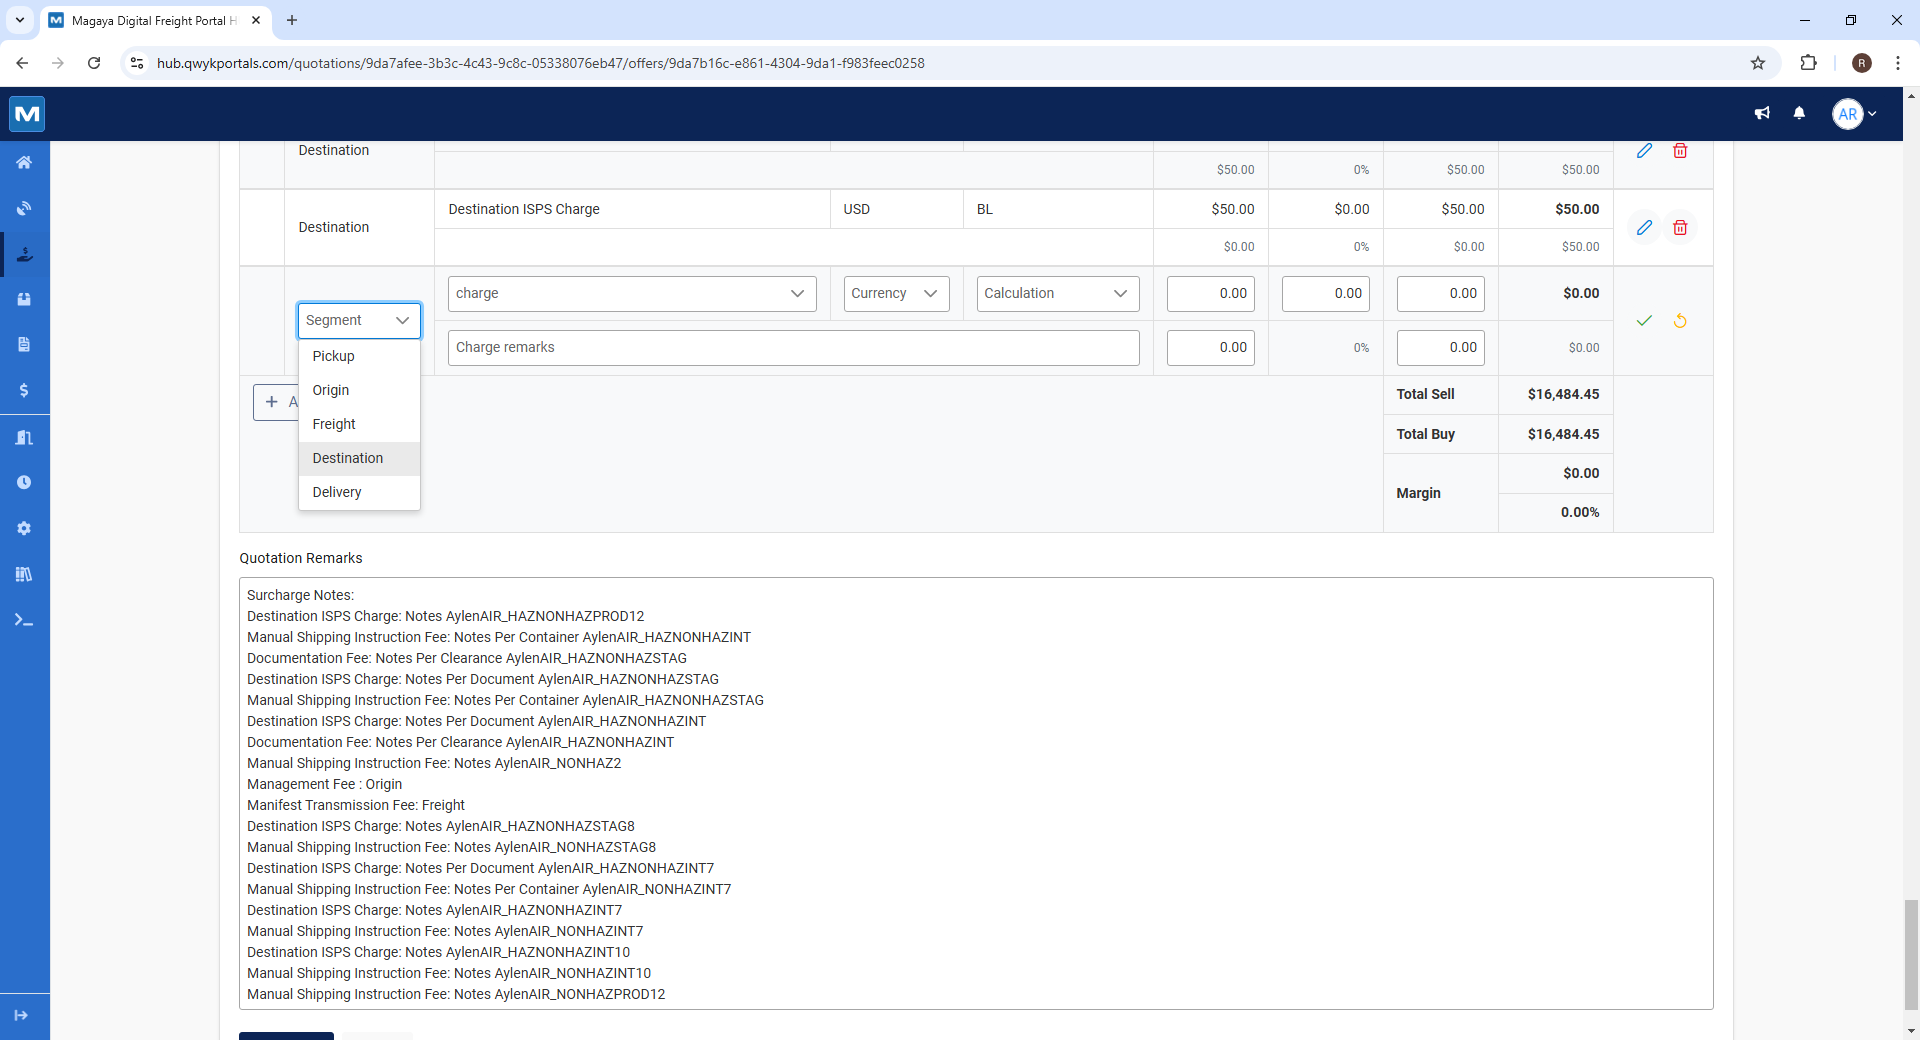 Magaya Digital Freight Portal H
hub.qwykportals.com/quotations/9da7afee-3b3c-4c43-9c8c-05338076eb47/offers/9da7b16c-e861-4304-9da1-f983feec0258
R
AR
Destination
$50.00 0% $50.00 $50.00
Destination Destination ISPS Charge USD BL $50.00 $0.00 $50.00 $50.00
$0.00 0% $0.00 $50.00
Segment charge Currency Calculation 0.00 0.00 0.00 $0.00
Charge remarks 0.00 0% 0.00 $0.00
Pickup
Origin
Freight
Destination
Delivery
+ A
Total Sell $16,484.45
Total Buy $16,484.45
Margin $0.00
0.00%
Quotation Remarks
Surcharge Notes:
Destination ISPS Charge: Notes AylenAIR_HAZNONHAZPROD12
Manual Shipping Instruction Fee: Notes Per Container AylenAIR_HAZNONHAZINT
Documentation Fee: Notes Per Clearance AylenAIR_HAZNONHAZSTAG
Destination ISPS Charge: Notes Per Document AylenAIR_HAZNONHAZSTAG
Manual Shipping Instruction Fee: Notes Per Container AylenAIR_HAZNONHAZSTAG
Destination ISPS Charge: Notes Per Document AylenAIR_HAZNONHAZINT
Documentation Fee: Notes Per Clearance AylenAIR_HAZNONHAZINT
Manual Shipping Instruction Fee: Notes AylenAIR_NONHAZ2
Management Fee : Origin
Manifest Transmission Fee: Freight
Destination ISPS Charge: Notes AylenAIR_HAZNONHAZSTAG8
Manual Shipping Instruction Fee: Notes AylenAIR_NONHAZSTAG8
Destination ISPS Charge: Notes Per Document AylenAIR_HAZNONHAZINT7
Manual Shipping Instruction Fee: Notes Per Container AylenAIR_NONHAZINT7
Destination ISPS Charge: Notes AylenAIR_HAZNONHAZINT7
Manual Shipping Instruction Fee: Notes AylenAIR_NONHAZINT7
Destination ISPS Charge: Notes AylenAIR_HAZNONHAZINT10
Manual Shipping Instruction Fee: Notes AylenAIR_NONHAZINT10
Manual Shipping Instruction Fee: Notes AylenAIR_NONHAZPROD12